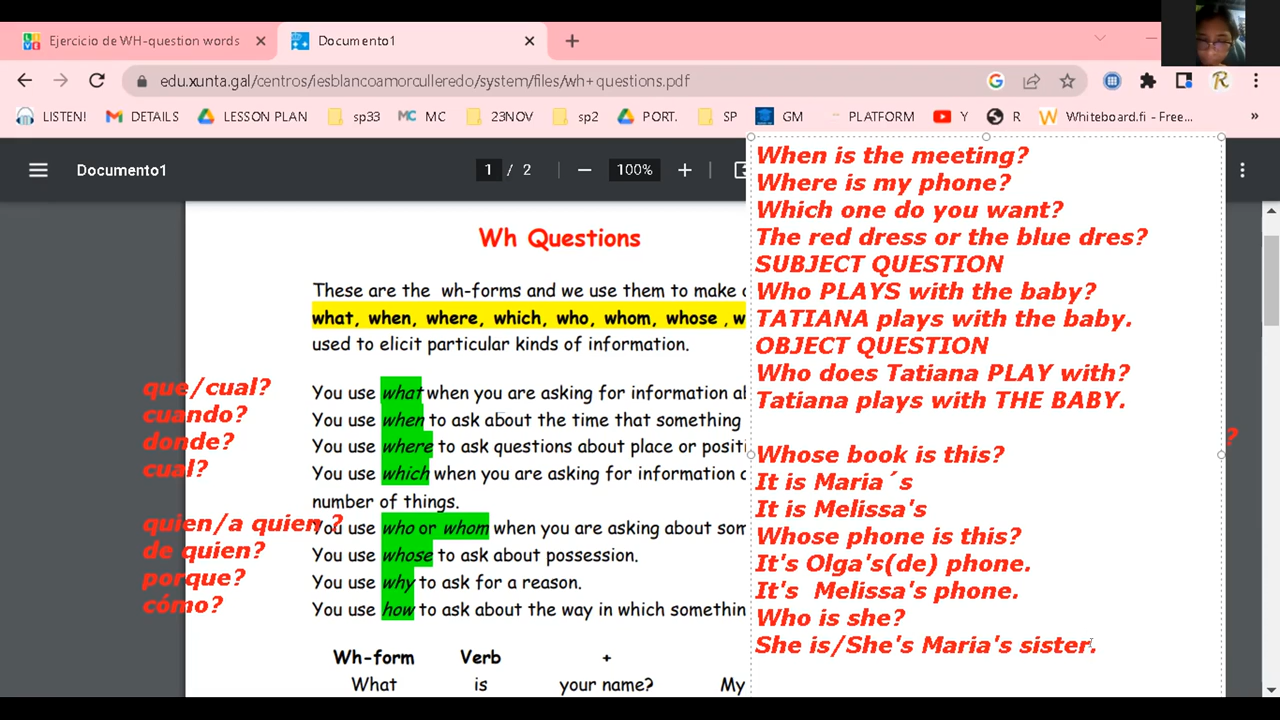 Ejercicio de WH-question words
Documento1
edu.xunta.gal/centros/iesblancoamorculleredo/system/files/wh+questions.pdf
LISTEN! DETAILS LESSON PLAN sp33 MC 23NOV sp2 PORT. SP GM PLATFORM Y R Whiteboard.fi - Free... »
Documento1 1 / 2 100%
Wh Questions
These are the wh-forms and we use them to make
what, when, where, which, who, whom, whose , w
used to elicit particular kinds of information.
que/cual?
cuando?
donde?
cual?
quien/a quien ?
de quien?
porque?
cómo?
You use what when you are asking for information
You use when to ask about the time that something
You use where to ask questions about place or positi
You use which when you are asking for information
number of things.
You use who or whom when you are asking about som
You use whose to ask about possession.
You use why to ask for a reason.
You use how to ask about the way in which something
Wh-form Verb +
What is your name? My
When is the meeting?
Where is my phone?
Which one do you want?
The red dress or the blue dres?
SUBJECT QUESTION
Who PLAYS with the baby?
TATIANA plays with the baby.
OBJECT QUESTION
Who does Tatiana PLAY with?
Tatiana plays with THE BABY.
Whose book is this?
It is Maria´s
It is Melissa's
Whose phone is this?
It's Olga's(de) phone.
It's Melissa's phone.
Who is she?
She is/She's Maria's sister.
?